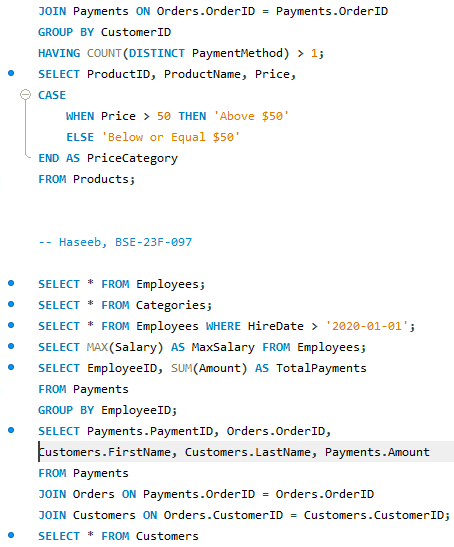 JOIN Payments ON Orders.OrderID = Payments.OrderID
GROUP BY CustomerID
HAVING COUNT(DISTINCT PaymentMethod) > 1;
SELECT ProductID, ProductName, Price,
CASE
WHEN Price > 50 THEN 'Above $50'
ELSE 'Below or Equal $50'
END AS PriceCategory
FROM Products;
-- Haseeb, BSE-23F-097
SELECT * FROM Employees;
SELECT * FROM Categories;
SELECT * FROM Employees WHERE HireDate > '2020-01-01';
SELECT MAX(Salary) AS MaxSalary FROM Employees;
SELECT EmployeeID, SUM(Amount) AS TotalPayments
FROM Payments
GROUP BY EmployeeID;
SELECT Payments.PaymentID, Orders.OrderID,
Customers.FirstName, Customers.LastName, Payments.Amount
FROM Payments
JOIN Orders ON Payments.OrderID = Orders.OrderID
JOIN Customers ON Orders.CustomerID = Customers.CustomerID;
SELECT * FROM Customers